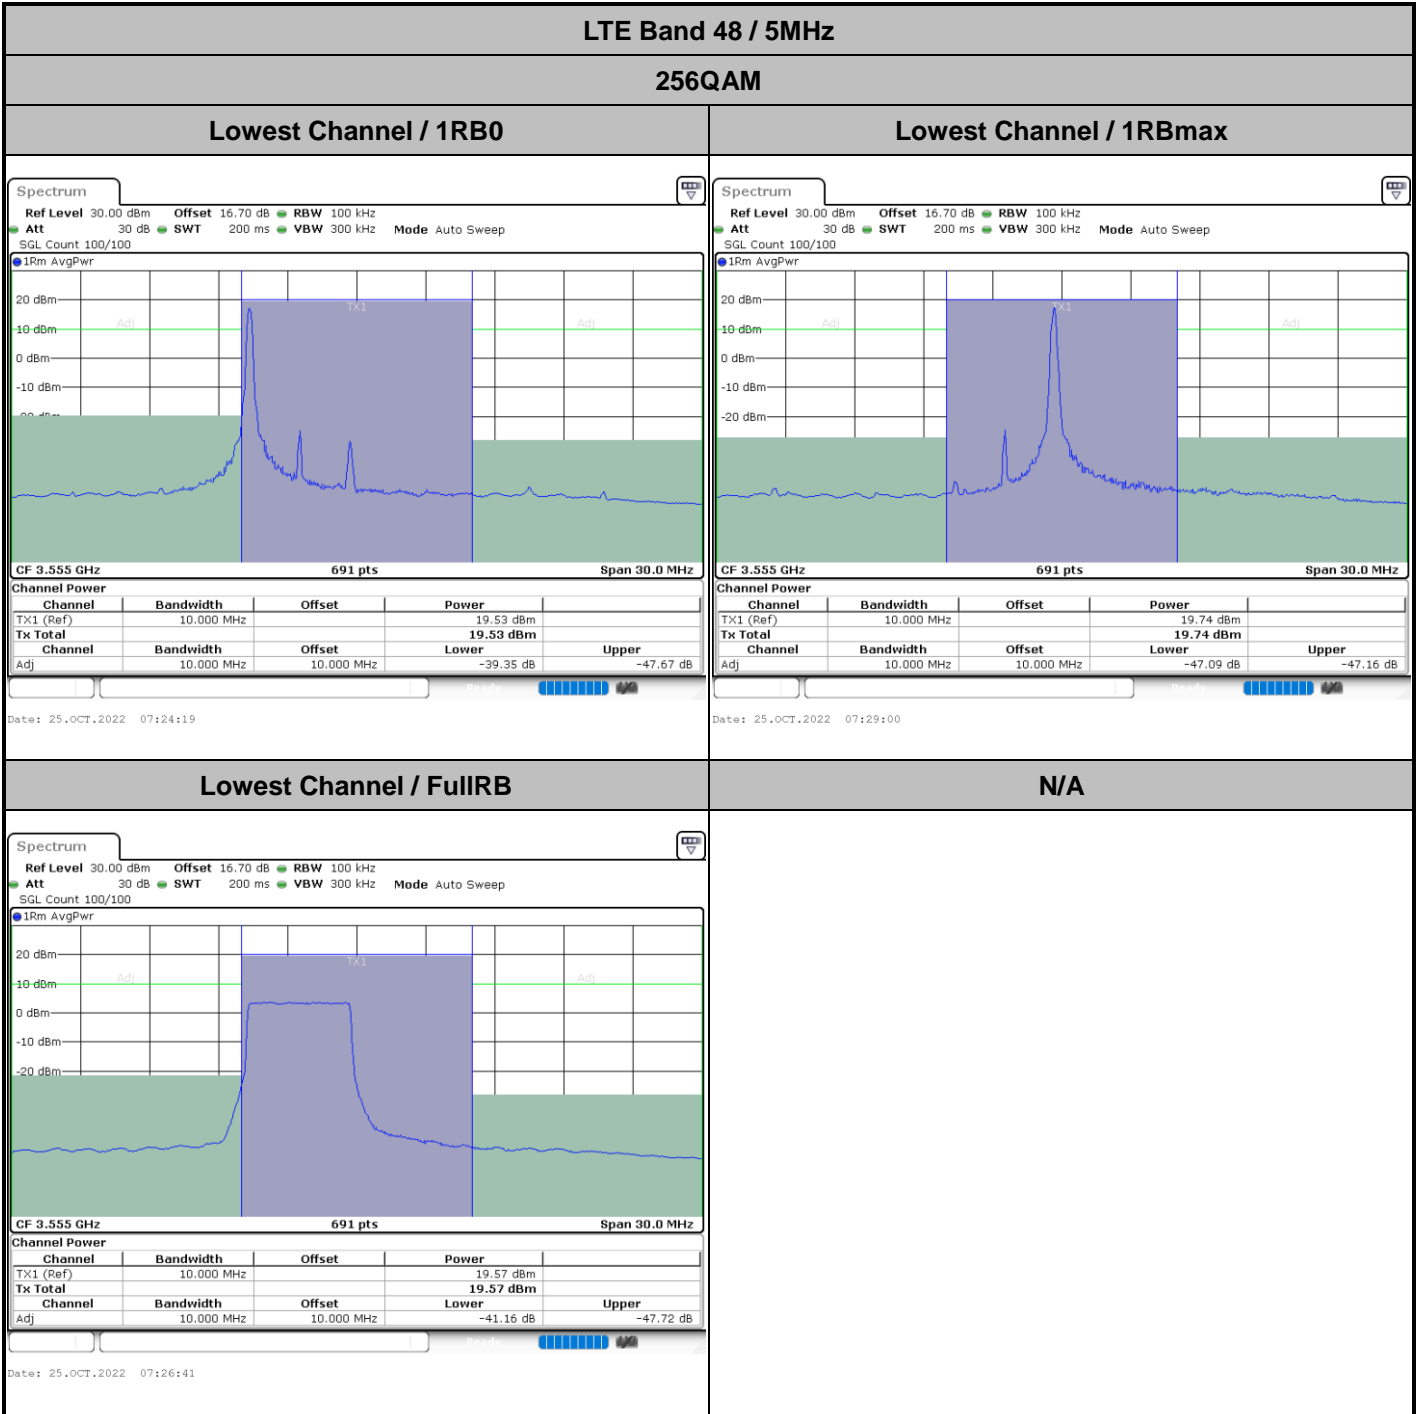 LTE Band 48 / 5MHz
256QAM
Lowest Channel / 1RB0
Lowest Channel / 1RBmax
Spectrum
Ref Level 30.00 dBm Offset 16.70 dB RBW 100 kHz
Att 30 dB SWT 200 ms VBW 300 kHz Mode Auto Sweep
SGL Count 100/100
1Rm AvgPwr
TX1
20 dBm
Adj Adj
10 dBm
0 dBm
-10 dBm
-20 dBm
CF 3.555 GHz 691 pts Span 30.0 MHz
Channel Power
Channel Bandwidth Offset Power
TX1 (Ref) 10.000 MHz 19.53 dBm
Tx Total 19.53 dBm
Channel Bandwidth Offset Lower Upper
Adj 10.000 MHz 10.000 MHz -39.35 dB -47.67 dB
Ready
Date: 25.OCT.2022 07:24:19
Spectrum
Ref Level 30.00 dBm Offset 16.70 dB RBW 100 kHz
Att 30 dB SWT 200 ms VBW 300 kHz Mode Auto Sweep
SGL Count 100/100
1Rm AvgPwr
TX1
20 dBm
Adj Adj
10 dBm
0 dBm
-10 dBm
-20 dBm
CF 3.555 GHz 691 pts Span 30.0 MHz
Channel Power
Channel Bandwidth Offset Power
TX1 (Ref) 10.000 MHz 19.74 dBm
Tx Total 19.74 dBm
Channel Bandwidth Offset Lower Upper
Adj 10.000 MHz 10.000 MHz -47.09 dB -47.16 dB
Ready
Date: 25.OCT.2022 07:29:00
Lowest Channel / FullRB
N/A
Spectrum
Ref Level 30.00 dBm Offset 16.70 dB RBW 100 kHz
Att 30 dB SWT 200 ms VBW 300 kHz Mode Auto Sweep
SGL Count 100/100
1Rm AvgPwr
20 dBm
TX1
Adj Adj
10 dBm
0 dBm
-10 dBm
-20 dBm
CF 3.555 GHz 691 pts Span 30.0 MHz
Channel Power
Channel Bandwidth Offset Power
TX1 (Ref) 10.000 MHz 19.57 dBm
Tx Total 19.57 dBm
Channel Bandwidth Offset Lower Upper
Adj 10.000 MHz 10.000 MHz -41.16 dB -47.72 dB
Ready
Date: 25.OCT.2022 07:26:41